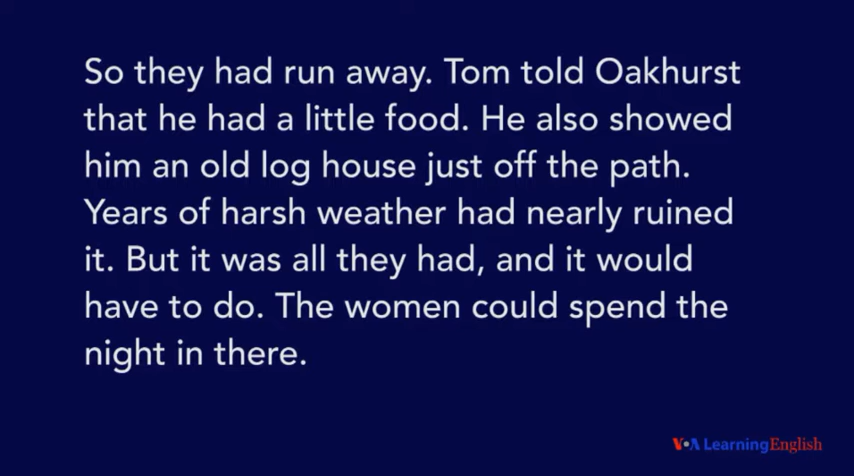 So they had run away. Tom told Oakhurst
that he had a little food. He also showed
him an old log house just off the path.
Years of harsh weather had nearly ruined
it. But it was all they had, and it would
have to do. The women could spend the
night in there.
VOA Learning English